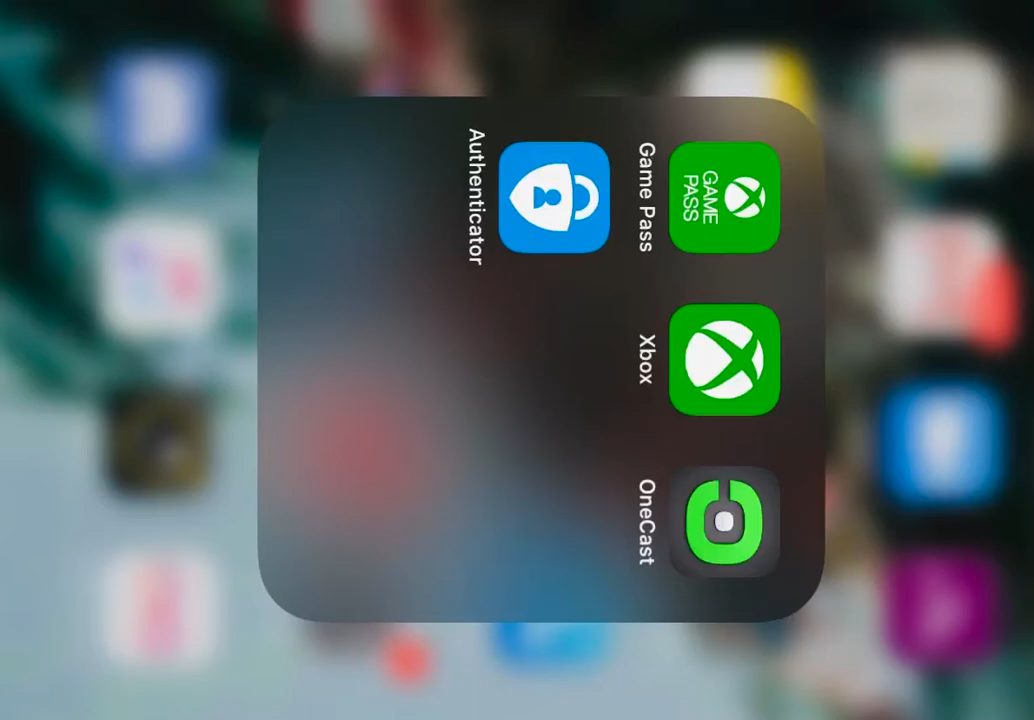 GAME
PASS
Game Pass
Xbox
OneCast
Authenticator